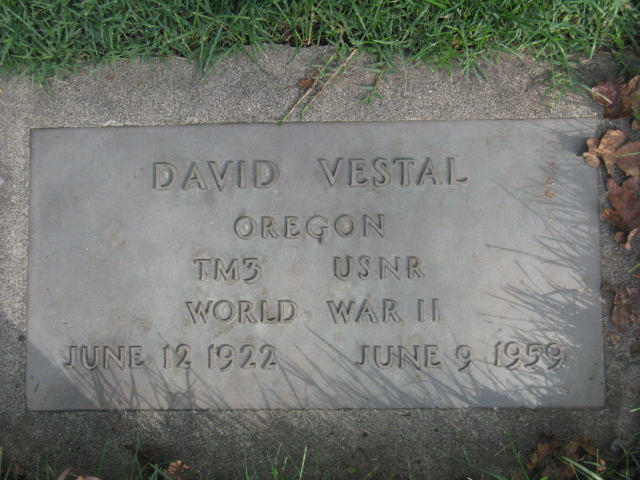 DAVID VESTAL
OREGON
TM3 USNR
WORLD WAR II
JUNE 12 1922 JUNE 9 1959